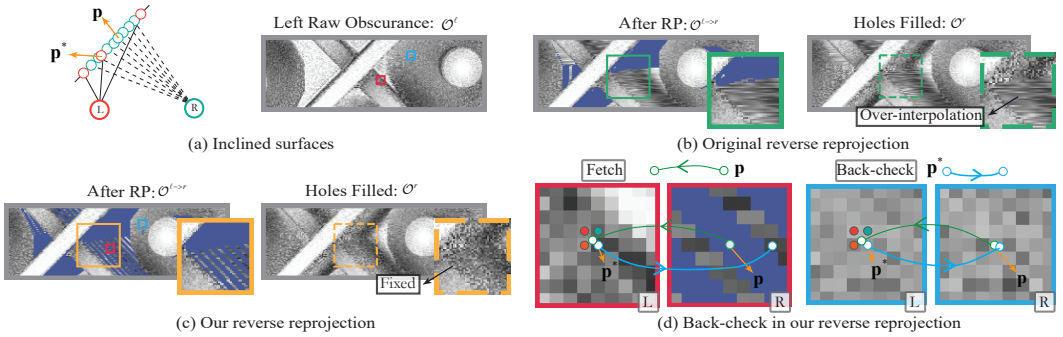 p
p*
L
R
(a) Inclined surfaces
Left Raw Obscurance: 𝒪ˡ
After RP: 𝒪ˡ⁻>ʳ
Holes Filled: 𝒪ʳ
Over-interpolation
(b) Original reverse reprojection
After RP: 𝒪ˡ⁻>ʳ
Holes Filled: 𝒪ʳ
Fixed
(c) Our reverse reprojection
Fetch
p
Back-check
p*
p*
p
L
R
p*
p
L
R
(d) Back-check in our reverse reprojection